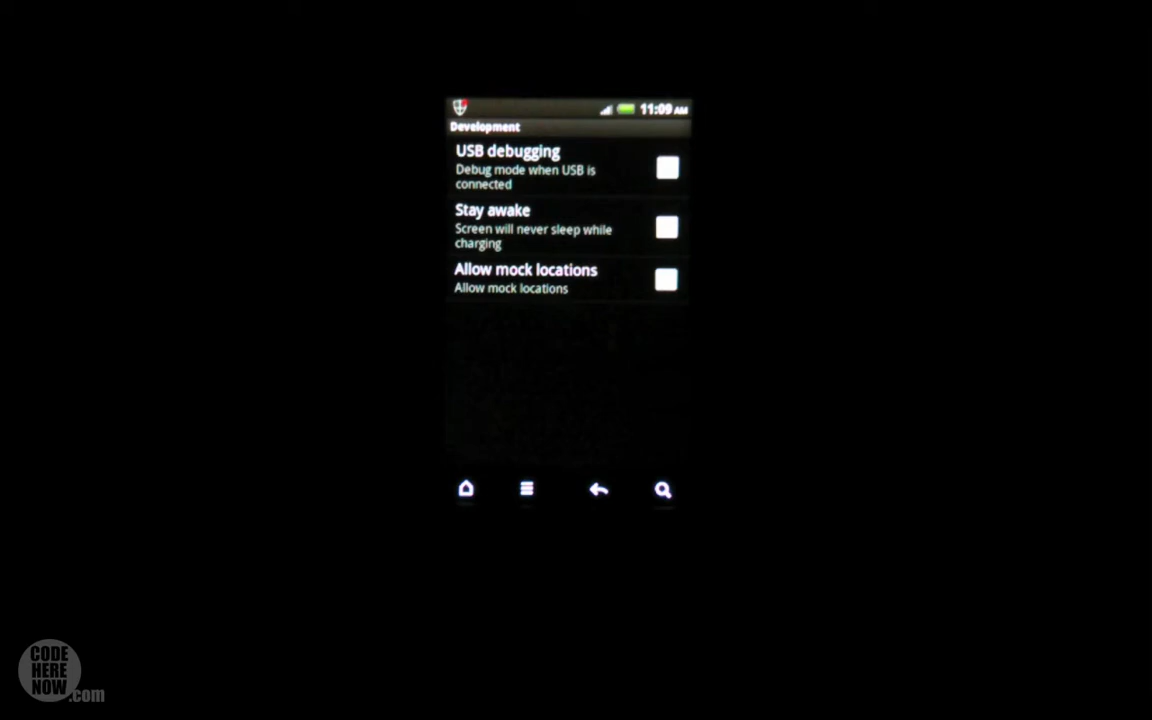 11:09 AM
Development
USB debugging
Debug mode when USB is
connected
Stay awake
Screen will never sleep while
charging
Allow mock locations
Allow mock locations
CODE
HERE
NOW
.com